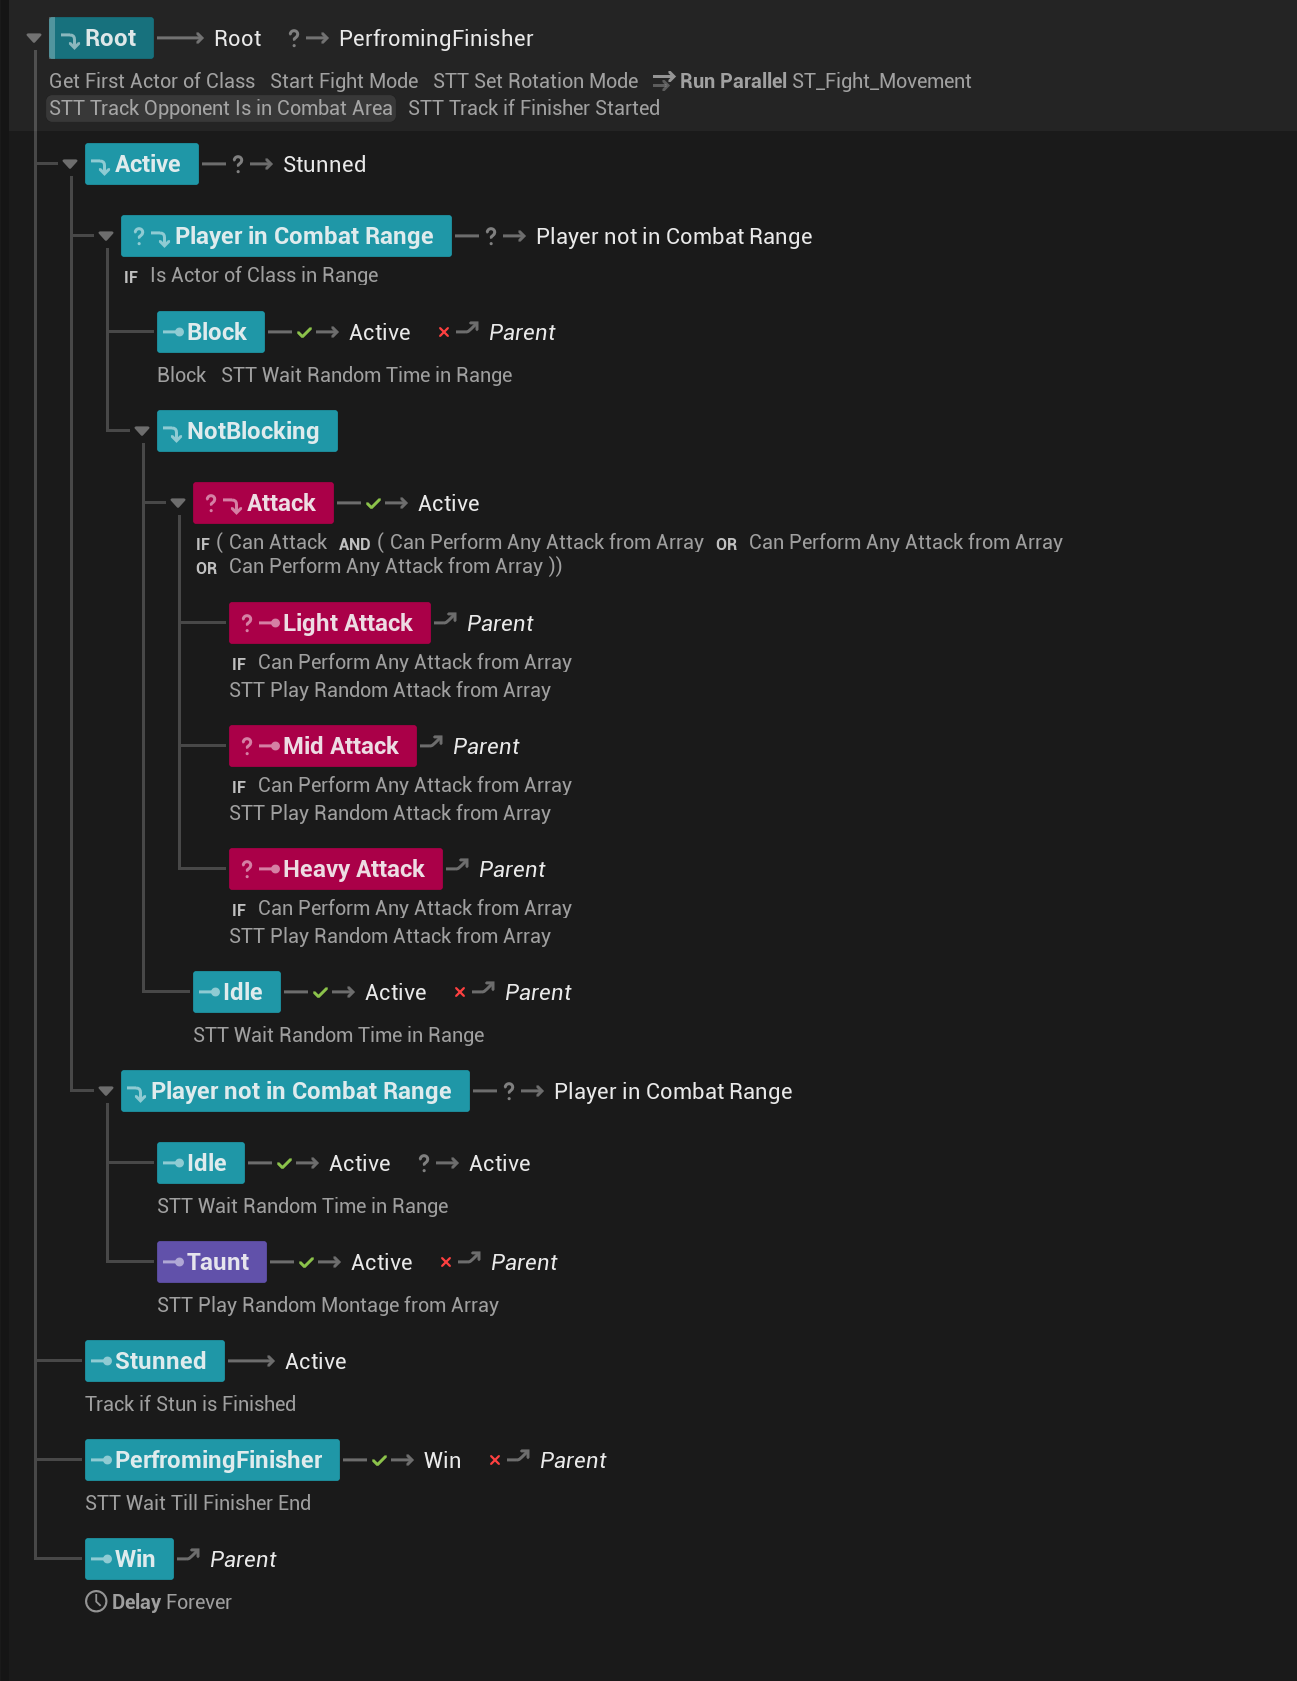 Root Root ? PerfromingFinisher
Get First Actor of Class Start Fight Mode STT Set Rotation Mode Run Parallel ST_Fight_Movement
STT Track Opponent Is in Combat Area STT Track if Finisher Started
Active ? Stunned
? Player in Combat Range ? Player not in Combat Range
IF Is Actor of Class in Range
Block Active Parent
Block STT Wait Random Time in Range
NotBlocking
? Attack Active
IF ( Can Attack AND ( Can Perform Any Attack from Array OR Can Perform Any Attack from Array
OR Can Perform Any Attack from Array ))
? Light Attack Parent
IF Can Perform Any Attack from Array
STT Play Random Attack from Array
? Mid Attack Parent
IF Can Perform Any Attack from Array
STT Play Random Attack from Array
? Heavy Attack Parent
IF Can Perform Any Attack from Array
STT Play Random Attack from Array
Idle Active Parent
STT Wait Random Time in Range
Player not in Combat Range ? Player in Combat Range
Idle Active ? Active
STT Wait Random Time in Range
Taunt Active Parent
STT Play Random Montage from Array
Stunned Active
Track if Stun is Finished
PerfromingFinisher Win Parent
STT Wait Till Finisher End
Win Parent
Delay Forever